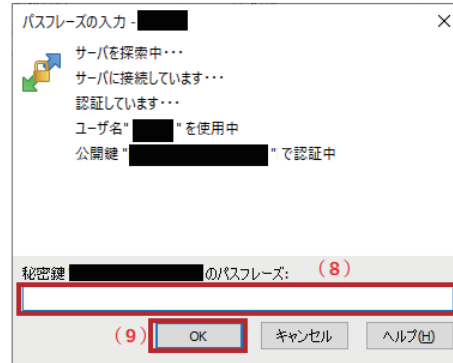 パスフレーズの入力 -
サーバを探索中・・・
サーバに接続しています・・・
認証しています・・・
ユーザ名" "を使用中
公開鍵" "で認証中
秘密鍵 のパスフレーズ: (8)
(9) OK キャンセル ヘルプ(H)